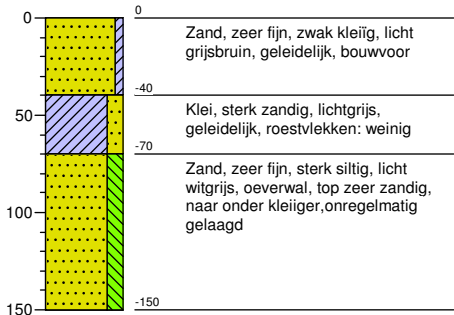 0
0
Zand, zeer fijn, zwak kleiïg, licht
grijsbruin, geleidelijk, bouwvoor
-40
50
Klei, sterk zandig, lichtgrijs,
geleidelijk, roestvlekken: weinig
-70
Zand, zeer fijn, sterk siltig, licht
witgrijs, oeverwal, top zeer zandig,
naar onder kleiiger,onregelmatig
gelaagd
100
150
-150